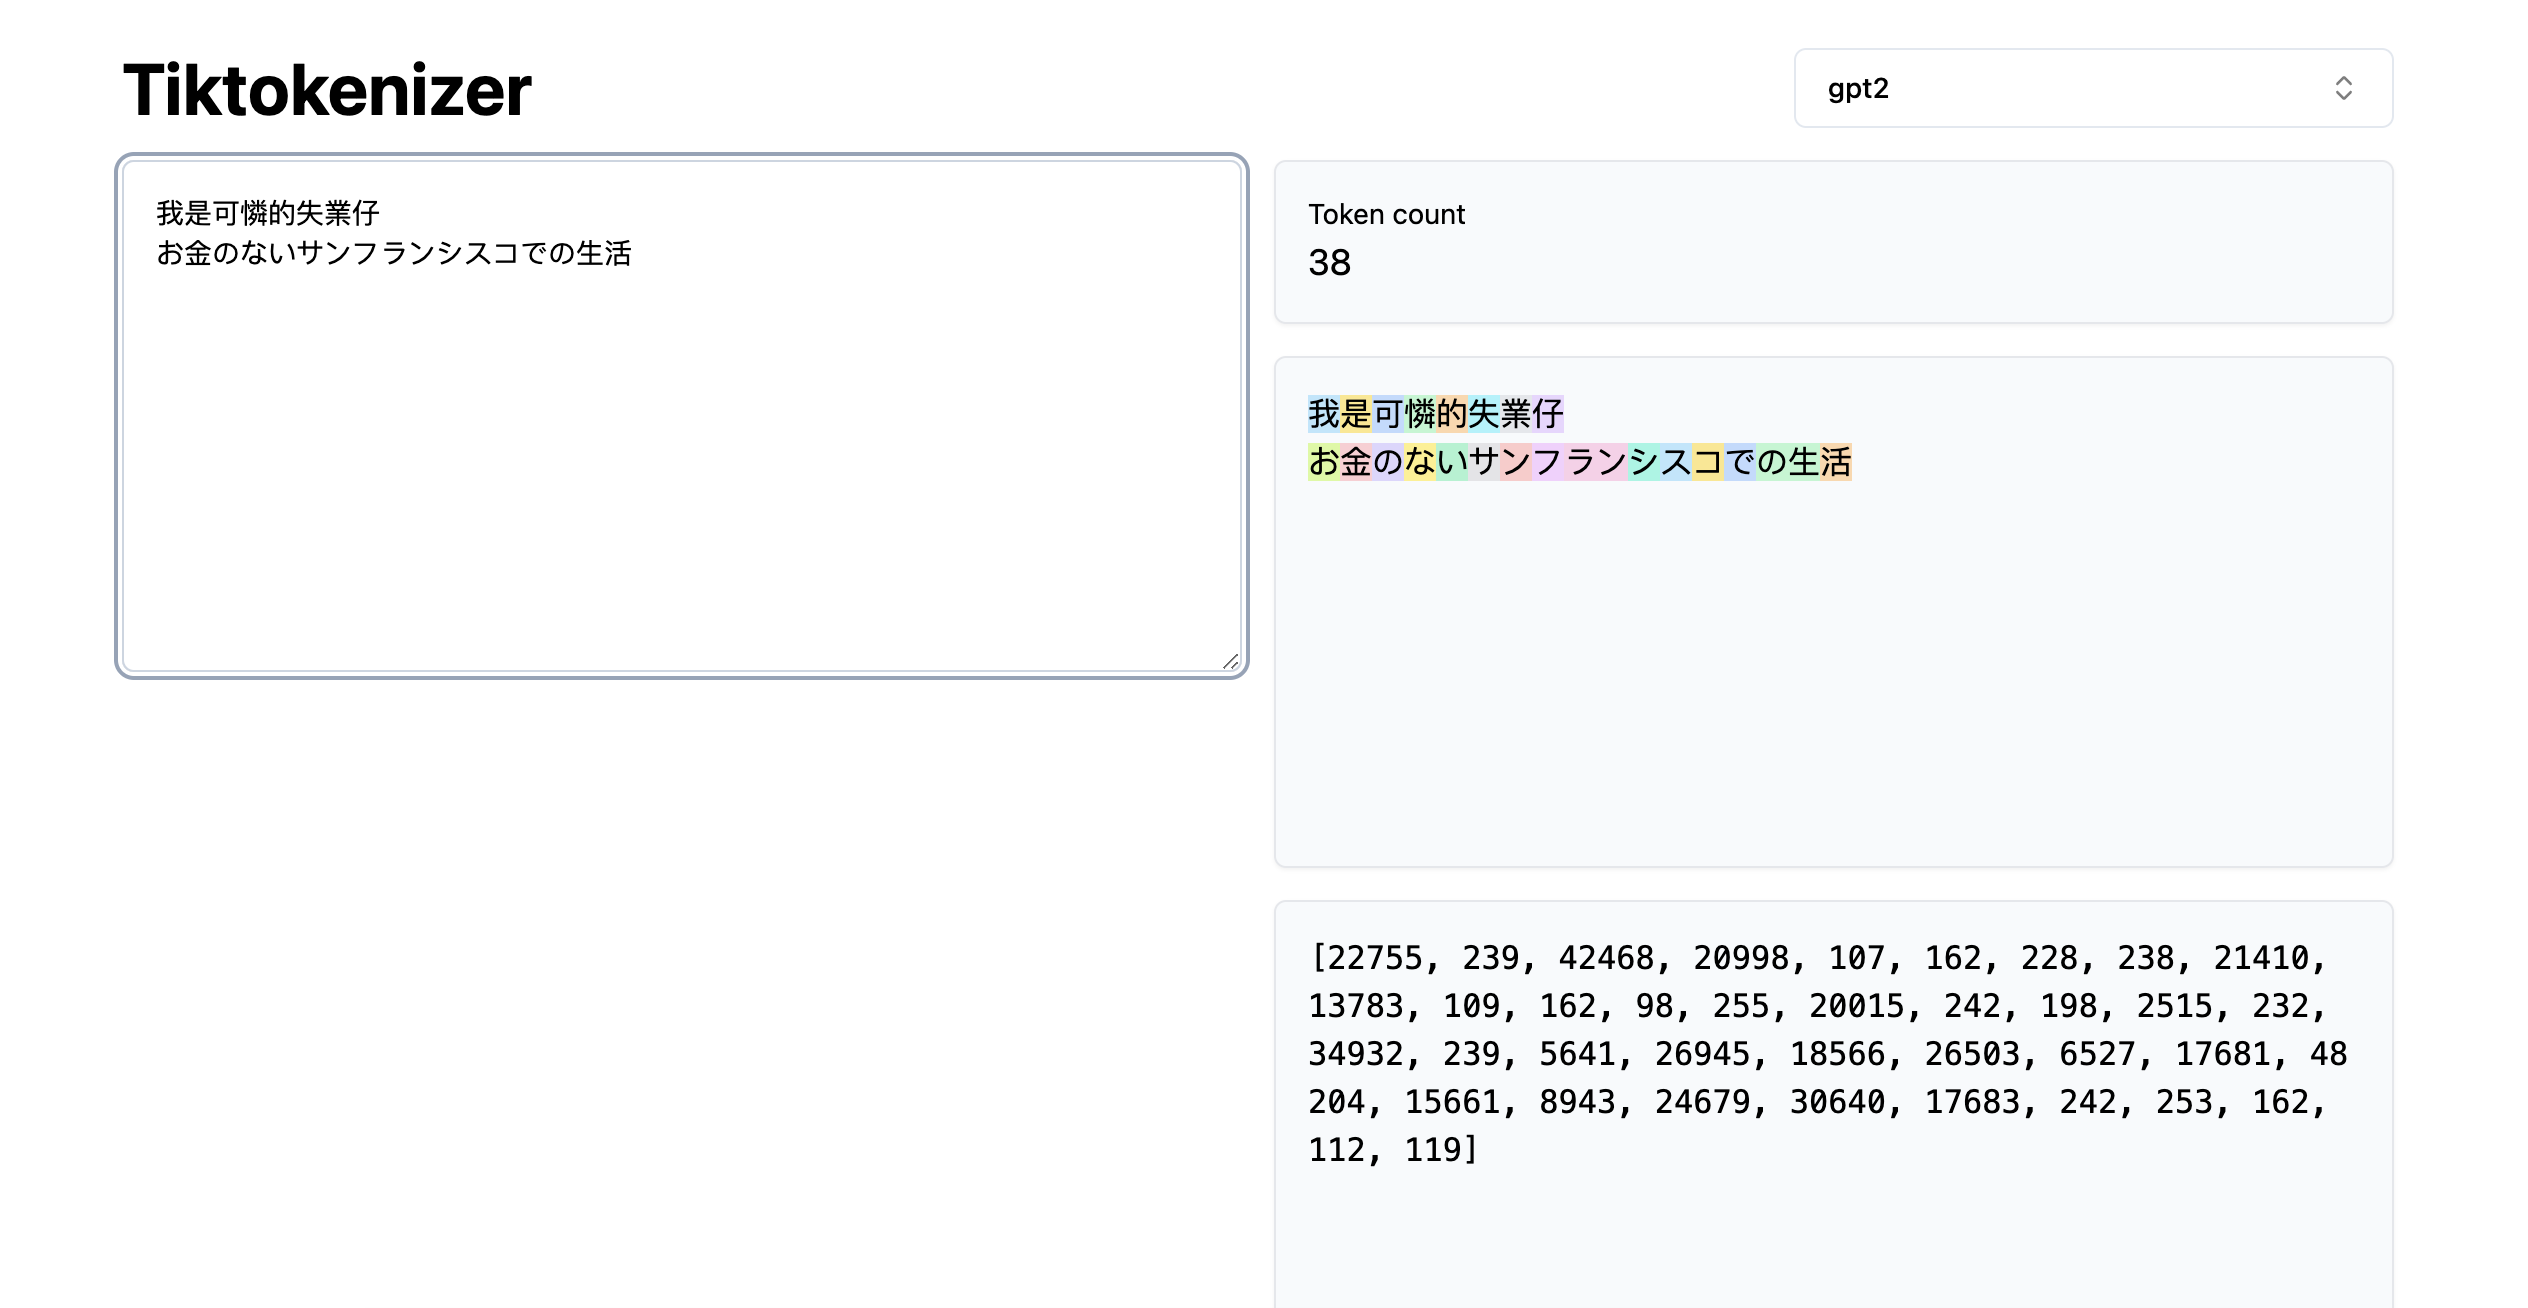 Tiktokenizer
gpt2
我是可憐的失業仔
お金のないサンフランシスコでの生活
Token count
38
我是可憐的失業仔
お金のないサンフランシスコでの生活
[22755, 239, 42468, 20998, 107, 162, 228, 238, 21410,
13783, 109, 162, 98, 255, 20015, 242, 198, 2515, 232,
34932, 239, 5641, 26945, 18566, 26503, 6527, 17681, 48
204, 15661, 8943, 24679, 30640, 17683, 242, 253, 162,
112, 119]